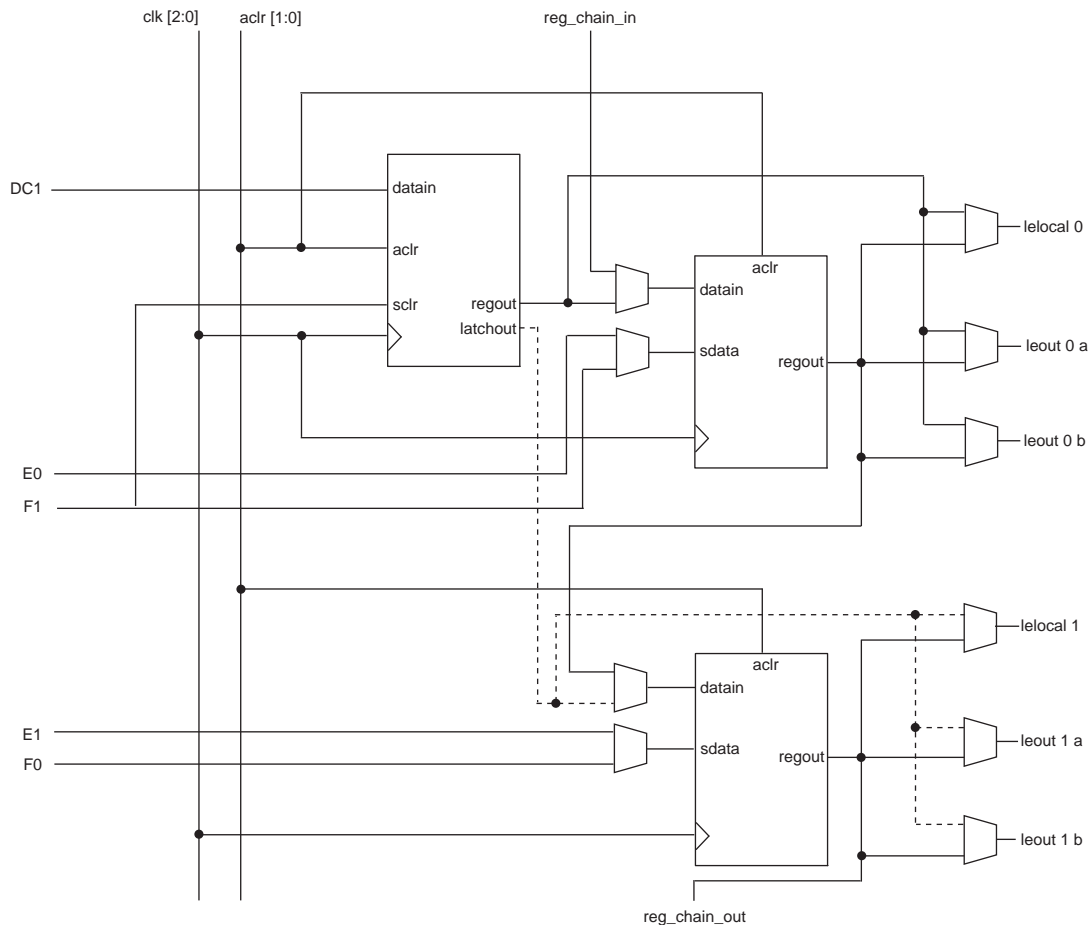 clk [2:0]
aclr [1:0]
reg_chain_in
DC1
datain
aclr
sclr
regout
latchout
aclr
datain
sdata
regout
lelocal 0
leout 0 a
leout 0 b
E0
F1
aclr
datain
sdata
regout
E1
F0
lelocal 1
leout 1 a
leout 1 b
reg_chain_out